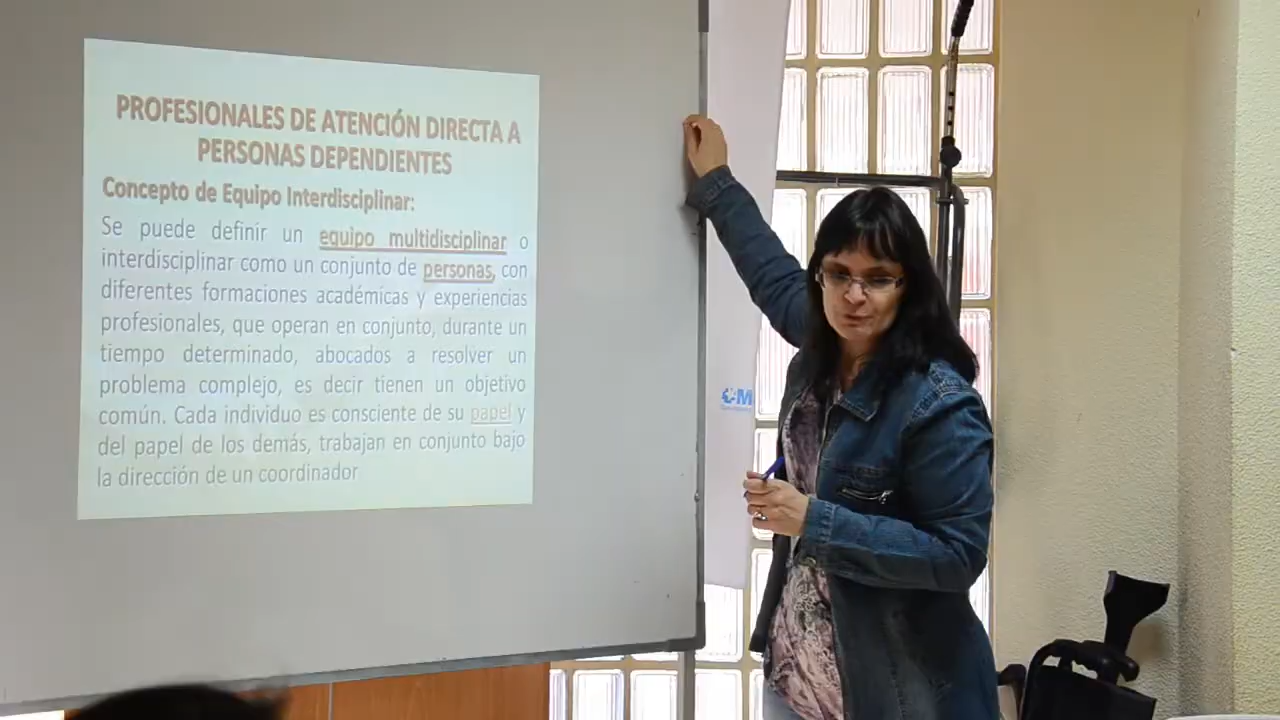 PROFESIONALES DE ATENCIÓN DIRECTA A
PERSONAS DEPENDIENTES
Concepto de Equipo Interdisciplinar:
Se puede definir un equipo multidisciplinar o
interdisciplinar como un conjunto de personas, con
diferentes formaciones académicas y experiencias
profesionales, que operan en conjunto, durante un
tiempo determinado, abocados a resolver un
problema complejo, es decir tienen un objetivo
común. Cada individuo es consciente de su papel y
del papel de los demás, trabajan en conjunto bajo
la dirección de un coordinador
M